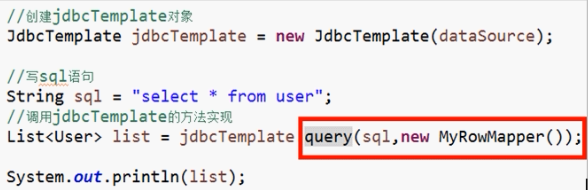 //创建jdbcTemplate对象
JdbcTemplate jdbcTemplate = new JdbcTemplate(dataSource);
//写sql语句
String sql = "select * from user";
//调用jdbcTemplate的方法实现
List<User> list = jdbcTemplate query(sql,new MyRowMapper());
System.out.println(list);